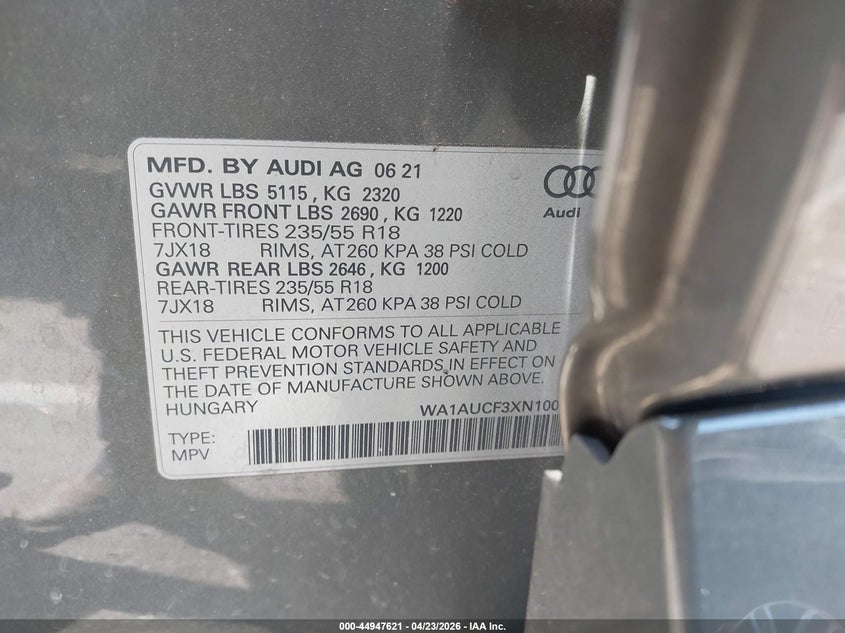 MFD. BY AUDI AG 06 21
GVWR LBS 5115, KG 2320
GAWR FRONT LBS 2690, KG 1220
FRONT-TIRES 235/55 R18
7JX18 RIMS, AT260 KPA 38 PSI COLD
GAWR REAR LBS 2646, KG 1200
REAR-TIRES 235/55 R18
7JX18 RIMS, AT260 KPA 38 PSI COLD
Audi
THIS VEHICLE CONFORMS TO ALL APPLICABLE
U.S. FEDERAL MOTOR VEHICLE SAFETY AND
THEFT PREVENTION STANDARDS IN EFFECT ON
THE DATE OF MANUFACTURE SHOWN ABOVE.
HUNGARY WA1AUCF3XN100
TYPE:
MPV
000-44947621 | 04/23/2026 - IAA Inc.